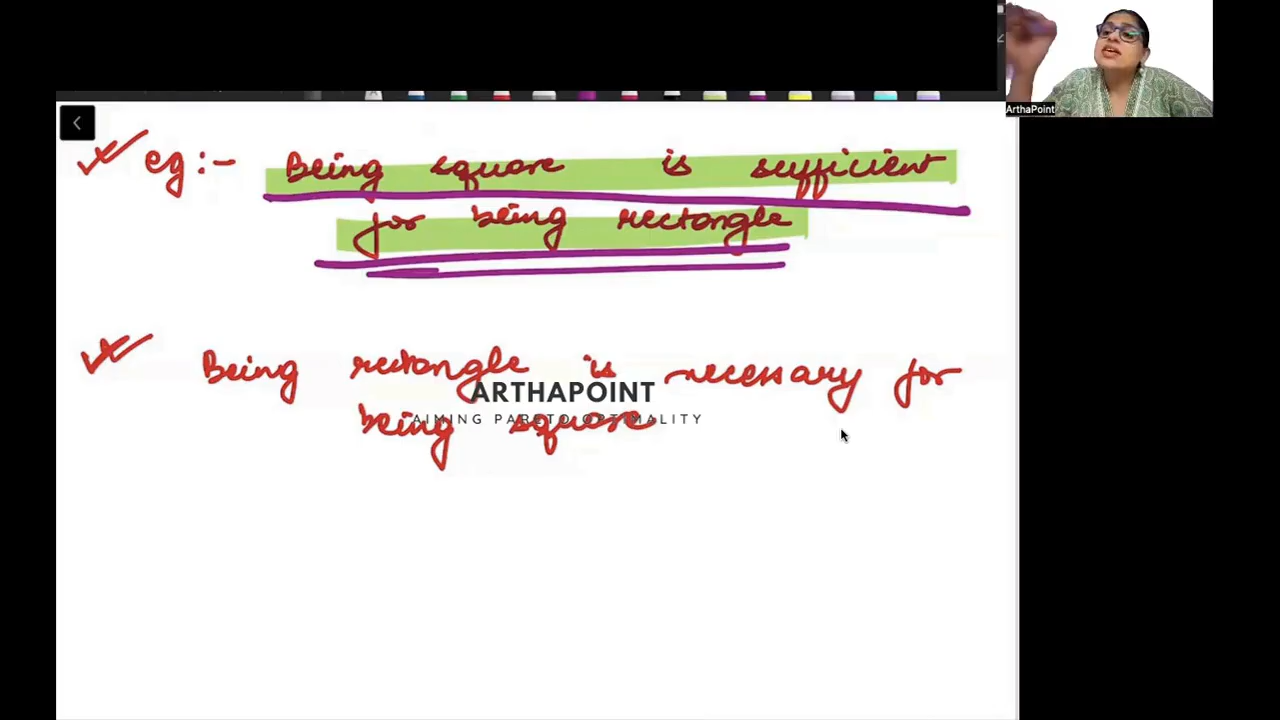 ArthaPoint
eg:- Being square is sufficient
for being rectangle
Being rectangle is necessary for
ARTHAPOINT
AIMING PARETO OPTIMALITY
being square